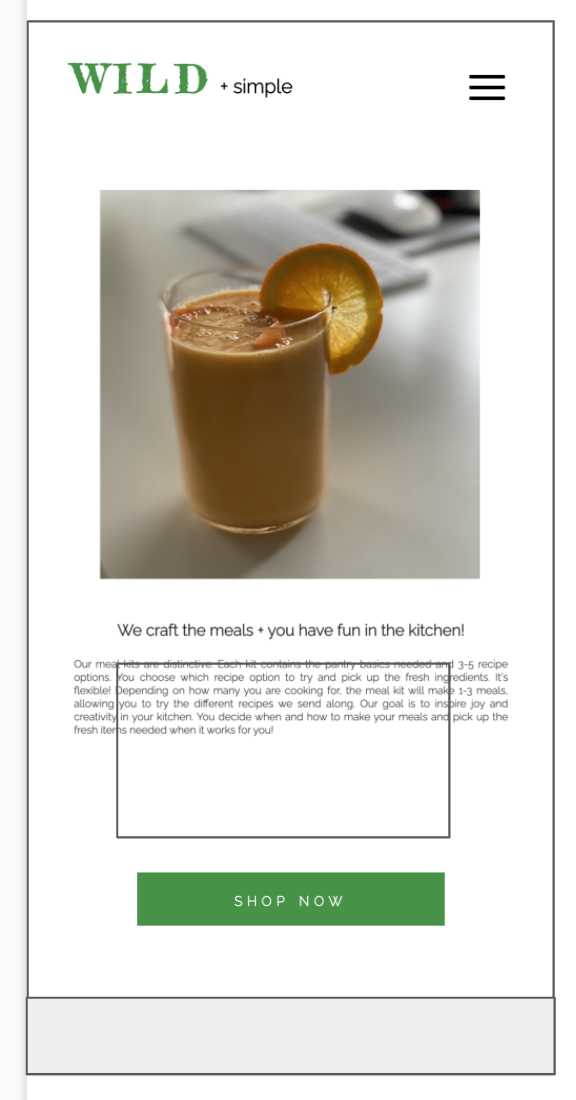 WILD + simple
We craft the meals + you have fun in the kitchen!
Our meal kits are distinctive. Each kit contains the pantry basics needed and 3-5 recipe
options. You choose which recipe option to try and pick up the fresh ingredients. It's
flexible! Depending on how many you are cooking for, the meal kit will make 1-3 meals,
allowing you to try the different recipes we send along. Our goal is to inspire joy and
creativity in your kitchen. You decide when and how to make your meals and pick up the
fresh items needed when it works for you!
SHOP NOW